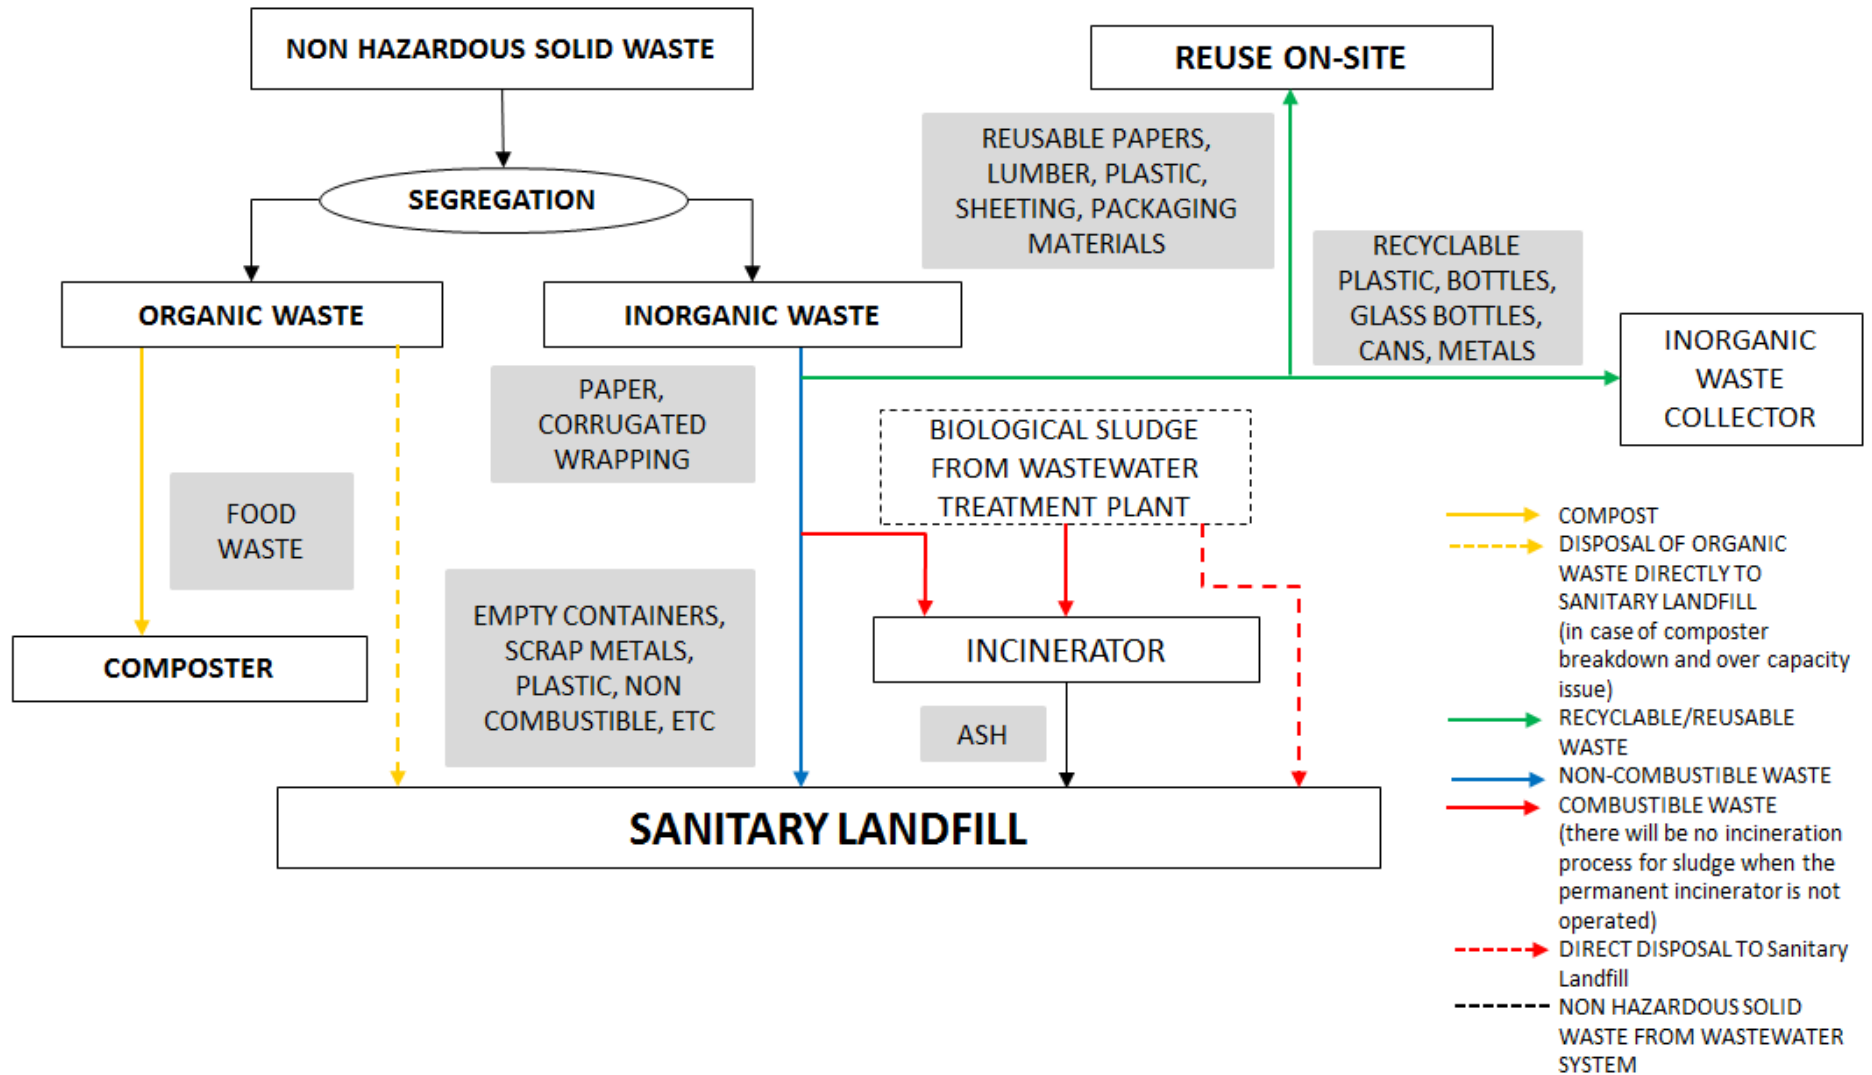 NON HAZARDOUS SOLID WASTE
REUSE ON-SITE
REUSABLE PAPERS,
LUMBER, PLASTIC,
SHEETING, PACKAGING
MATERIALS
SEGREGATION
RECYCLABLE
PLASTIC, BOTTLES,
GLASS BOTTLES,
CANS, METALS
ORGANIC WASTE
INORGANIC WASTE
INORGANIC
WASTE
COLLECTOR
PAPER,
CORRUGATED
WRAPPING
BIOLOGICAL SLUDGE
FROM WASTEWATER
TREATMENT PLANT
FOOD
WASTE
EMPTY CONTAINERS,
SCRAP METALS,
PLASTIC, NON
COMBUSTIBLE, ETC
COMPOSTER
INCINERATOR
ASH
SANITARY LANDFILL
COMPOST
DISPOSAL OF ORGANIC
WASTE DIRECTLY TO
SANITARY LANDFILL
(in case of composter
breakdown and over capacity
issue)
RECYCLABLE/REUSABLE
WASTE
NON-COMBUSTIBLE WASTE
COMBUSTIBLE WASTE
(there will be no incineration
process for sludge when the
permanent incinerator is not
operated)
DIRECT DISPOSAL TO Sanitary
Landfill
NON HAZARDOUS SOLID
WASTE FROM WASTEWATER
SYSTEM